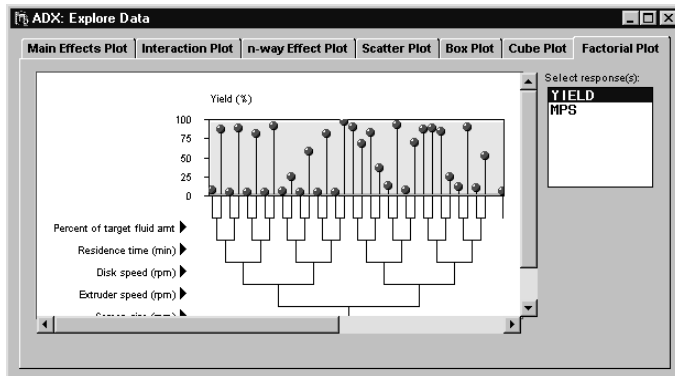 ADX: Explore Data
Main Effects Plot Interaction Plot n-way Effect Plot Scatter Plot Box Plot Cube Plot Factorial Plot
Select response(s):
YIELD
MPS
Yield (%)
100
75
50
25
0
Percent of target fluid amt
Residence time (min)
Disk speed (rpm)
Extruder speed (rpm)